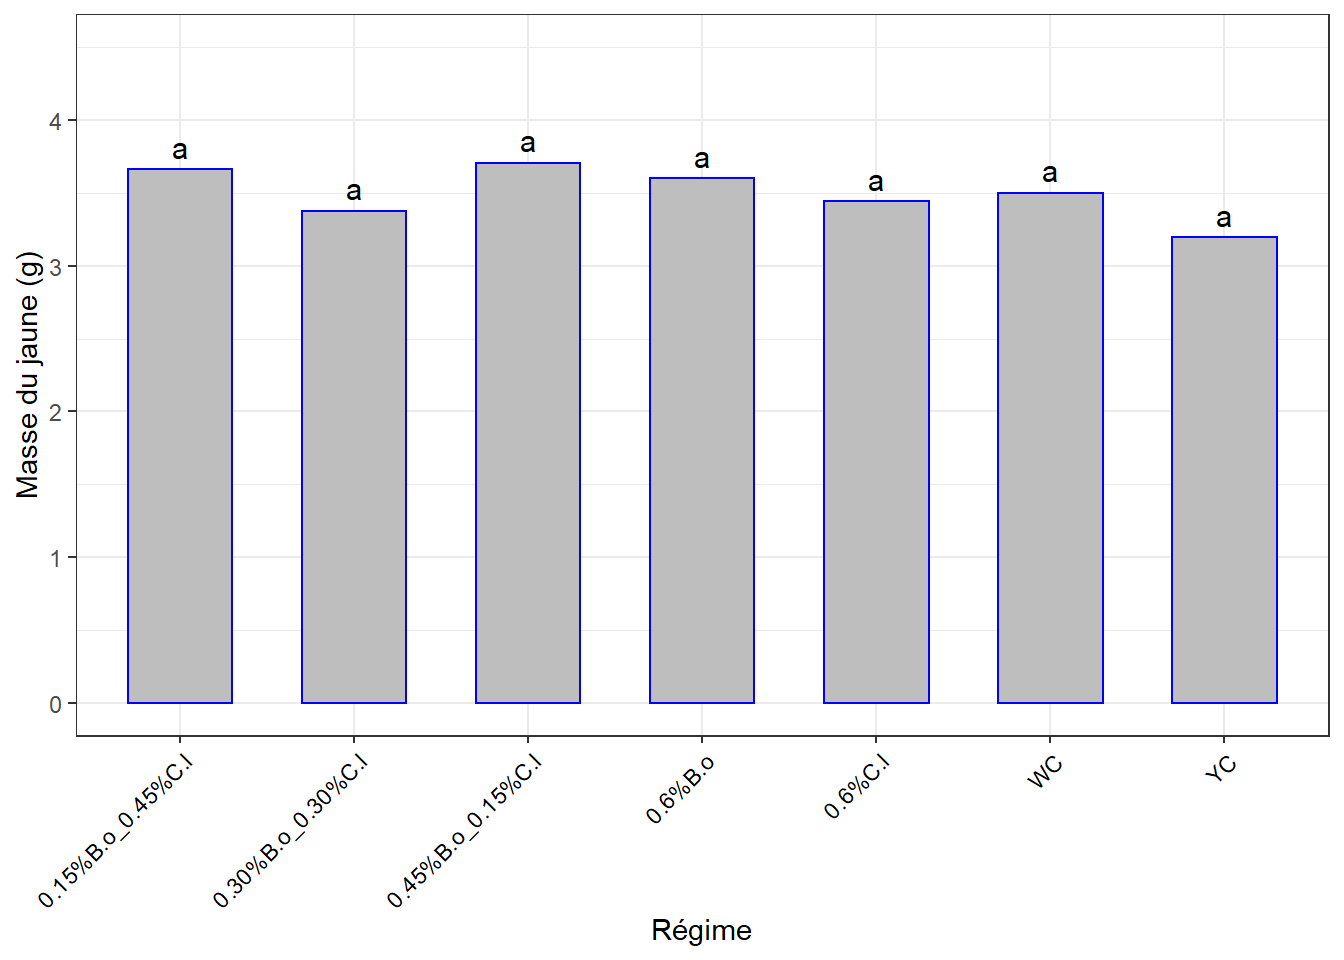 Masse du jaune (g)
4
3
2
1
0
a
a
a
a
a
a
a
0.15%B.o_0.45%C.l
0.30%B.o_0.30%C.l
0.45%B.o_0.15%C.l
0.6%B.o
0.6%C.l
WC
YC
Régime